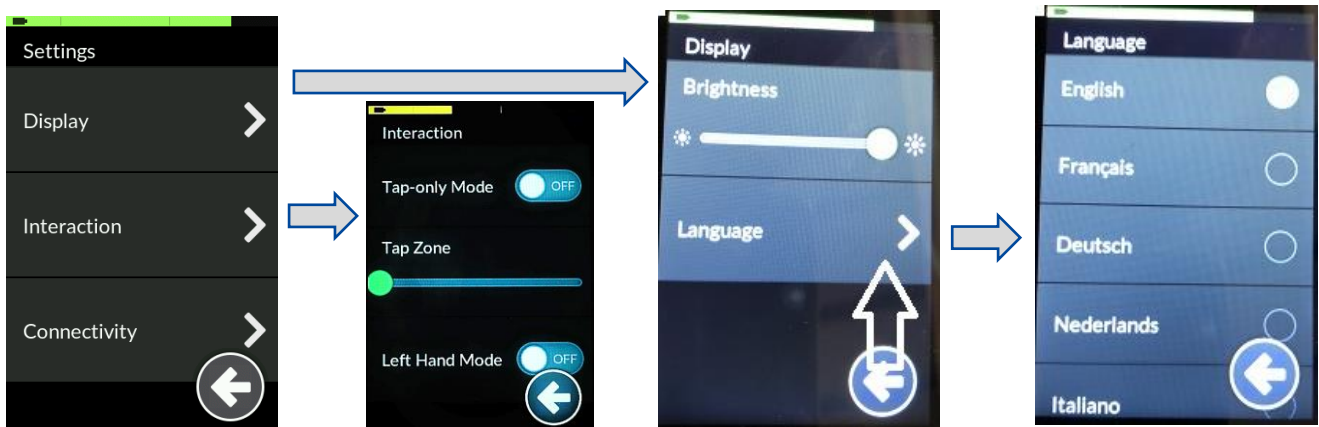 Settings
Display
Interaction
Connectivity
Interaction
Tap-only Mode OFF
Tap Zone
Left Hand Mode OFF
Display
Brightness
Language
Language
English
Français
Deutsch
Nederlands
Italiano